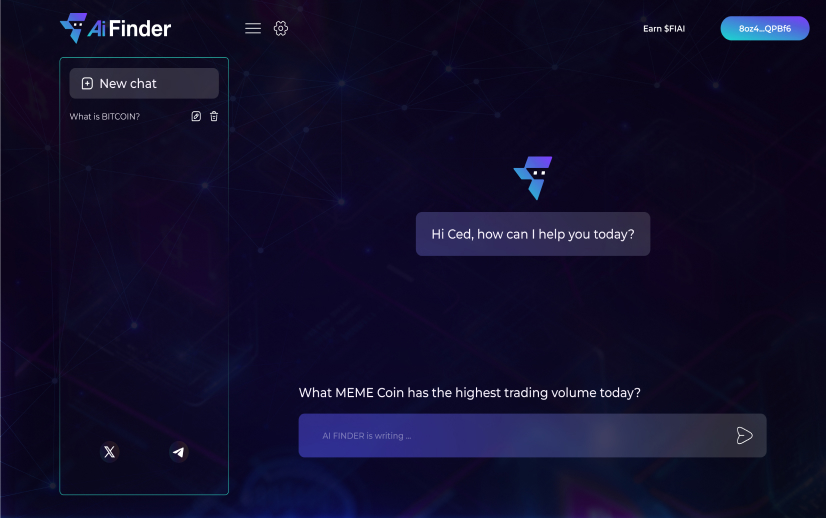 Ai Finder
Earn $FIAI
8oz4...QPBf6
New chat
What is BITCOIN?
Hi Ced, how can I help you today?
What MEME Coin has the highest trading volume today?
AI FINDER is writing ...